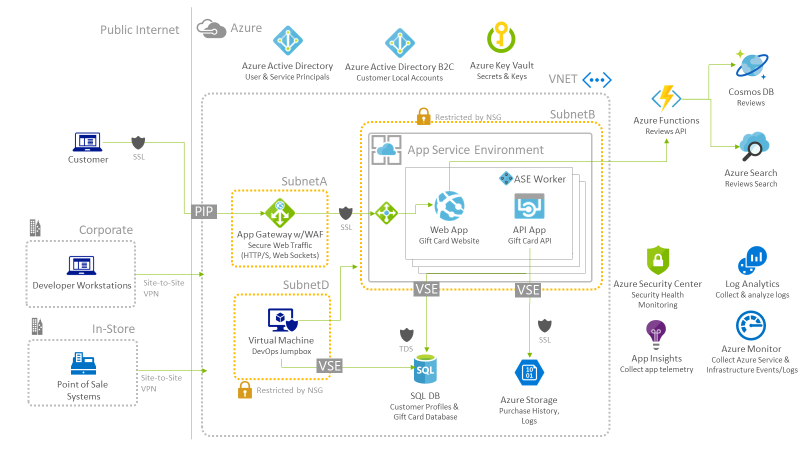 Public Internet
Azure
Azure Active Directory
User & Service Principals
Azure Active Directory B2C
Customer Local Accounts
Azure Key Vault
Secrets & Keys
VNET
Cosmos DB
Reviews
Azure Functions
Reviews API
Azure Search
Reviews Search
Restricted by NSG
SubnetB
App Service Environment
ASE Worker
Web App
Gift Card Website
API App
Gift Card API
Customer
SSL
PIP
SubnetA
App Gateway w/WAF
Secure Web Traffic
(HTTP/S, Web Sockets)
SSL
Corporate
Developer Workstations
Site-to-Site
VPN
SubnetD
Virtual Machine
DevOps Jumpbox
VSE
Restricted by NSG
VSE
VSE
TDS
SSL
SQL
SQL DB
Customer Profiles &
Gift Card Database
10
01
Azure Storage
Purchase History,
Logs
In-Store
Point of Sale
Systems
Site-to-Site
VPN
Azure Security Center
Security Health
Monitoring
Log Analytics
Collect & analyze logs
App Insights
Collect app telemetry
Azure Monitor
Collect Azure Service &
Infrastructure Events/Logs